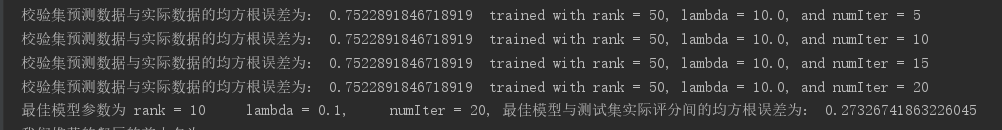 校验集预测数据与实际数据的均方根误差为: 0.7522891846718919 trained with rank = 50, lambda = 10.0, and numIter = 5
校验集预测数据与实际数据的均方根误差为: 0.7522891846718919 trained with rank = 50, lambda = 10.0, and numIter = 10
校验集预测数据与实际数据的均方根误差为: 0.7522891846718919 trained with rank = 50, lambda = 10.0, and numIter = 15
校验集预测数据与实际数据的均方根误差为: 0.7522891846718919 trained with rank = 50, lambda = 10.0, and numIter = 20
最佳模型参数为 rank = 10 lambda = 0.1, numIter = 20, 最佳模型与测试集实际评分间的均方根误差为: 0.27326741863226045